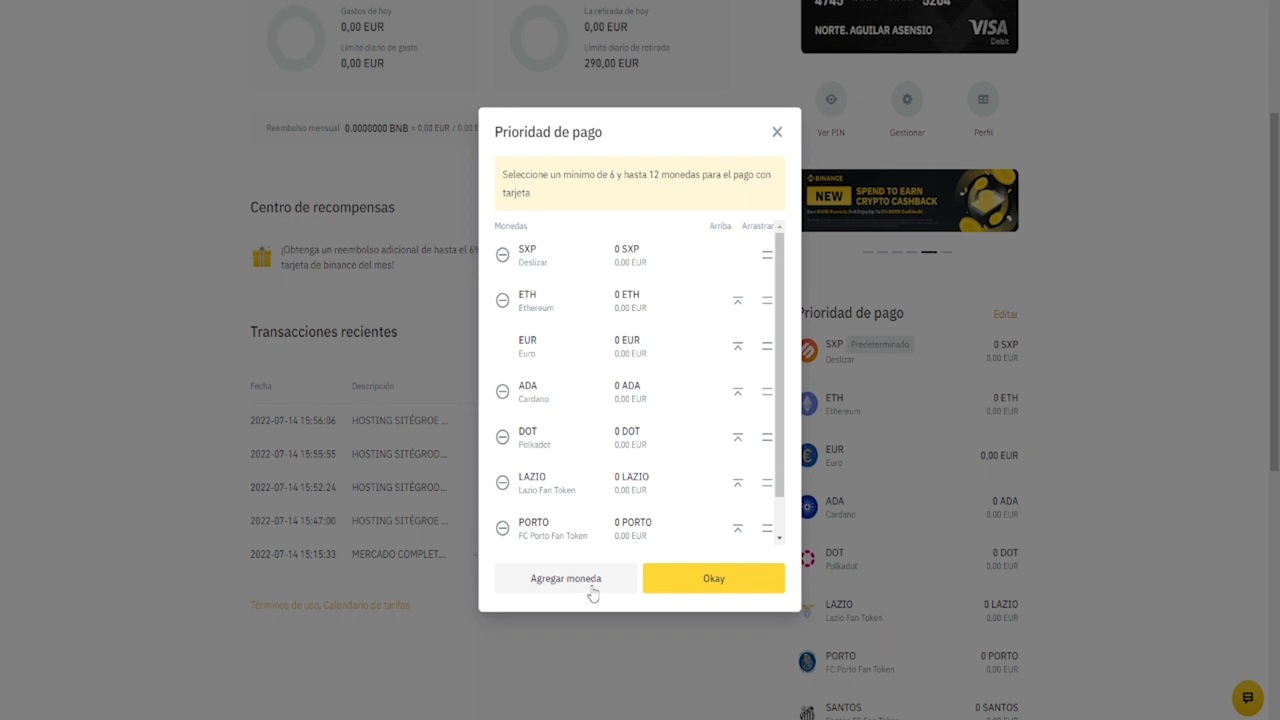 Gastos de hoy
0,00 EUR
Límite diario de gasto
0,00 EUR
La retirada de hoy
0,00 EUR
Límite diario de retirada
290,00 EUR
4745 5264
NORTE. AGUILAR ASENSIO
VISA
Debit
Ver PIN
Gestionar
Perfil
Reembolso mensual 0.0000000 BNB = 0.00 EUR / 0.00 E
BINANCE
NEW
SPEND TO EARN
CRYPTO CASHBACK
Centro de recompensas
¡Obtenga un reembolso adicional de hasta el 6%
tarjeta de binance del mes!
Transacciones recientes
Fecha
Descripción
2022-07-14 15:56:06 HOSTING SITÉGROE ...
2022-07-14 15:55:55 HOSTING SITÉGROD...
2022-07-14 15:52:24 HOSTING SITÉGROD...
2022-07-14 15:47:00 HOSTING SITÉGROE ...
2022-07-14 15:15:33 MERCADO COMPLET...
Términos de uso, Calendario de tarifas
Prioridad de pago
Seleccione un mínimo de 6 y hasta 12 monedas para el pago con
tarjeta
Monedas
Arriba
Arrastrar
SXP 0 SXP
Deslizar 0,00 EUR
ETH 0 ETH
Ethereum 0,00 EUR
EUR 0 EUR
Euro 0,00 EUR
ADA 0 ADA
Cardano 0,00 EUR
DOT 0 DOT
Polkadot 0,00 EUR
LAZIO 0 LAZIO
Lazio Fan Token 0,00 EUR
PORTO 0 PORTO
FC Porto Fan Token 0,00 EUR
Agregar moneda
Okay
Prioridad de pago
Editar
SXP Predeterminado 0 SXP
Deslizar 0,00 EUR
ETH 0 ETH
Ethereum 0,00 EUR
EUR 0,00 EUR
Euro
ADA 0 ADA
Cardano 0,00 EUR
DOT 0 DOT
Polkadot 0,00 EUR
LAZIO 0 LAZIO
Lazio Fan Token 0,00 EUR
PORTO 0 PORTO
FC Porto Fan Token 0,00 EUR
SANTOS 0 SANTOS